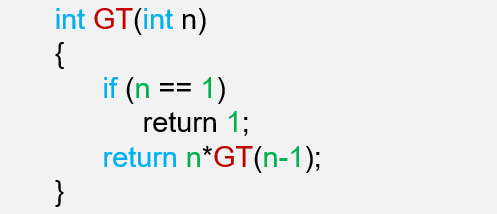 int GT(int n)
{
if (n == 1)
return 1;
return n*GT(n-1);
}